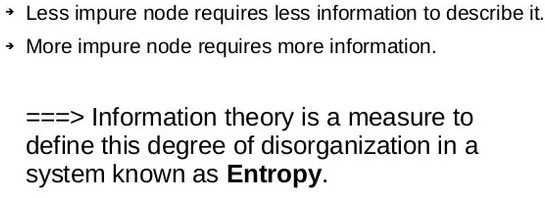 ➔ Less impure node requires less information to describe it.
➔ More impure node requires more information.
===> Information theory is a measure to
define this degree of disorganization in a
system known as Entropy.